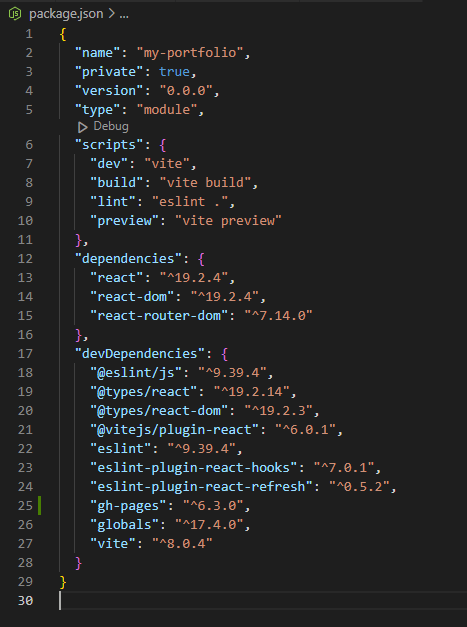 package.json > ...
1 {
2 "name": "my-portfolio",
3 "private": true,
4 "version": "0.0.0",
5 "type": "module",
Debug
6 "scripts": {
7 "dev": "vite",
8 "build": "vite build",
9 "lint": "eslint .",
10 "preview": "vite preview"
11 },
12 "dependencies": {
13 "react": "^19.2.4",
14 "react-dom": "^19.2.4",
15 "react-router-dom": "^7.14.0"
16 },
17 "devDependencies": {
18 "@eslint/js": "^9.39.4",
19 "@types/react": "^19.2.14",
20 "@types/react-dom": "^19.2.3",
21 "@vitejs/plugin-react": "^6.0.1",
22 "eslint": "^9.39.4",
23 "eslint-plugin-react-hooks": "^7.0.1",
24 "eslint-plugin-react-refresh": "^0.5.2",
25 "gh-pages": "^6.3.0",
26 "globals": "^17.4.0",
27 "vite": "^8.0.4"
28 }
29 }
30